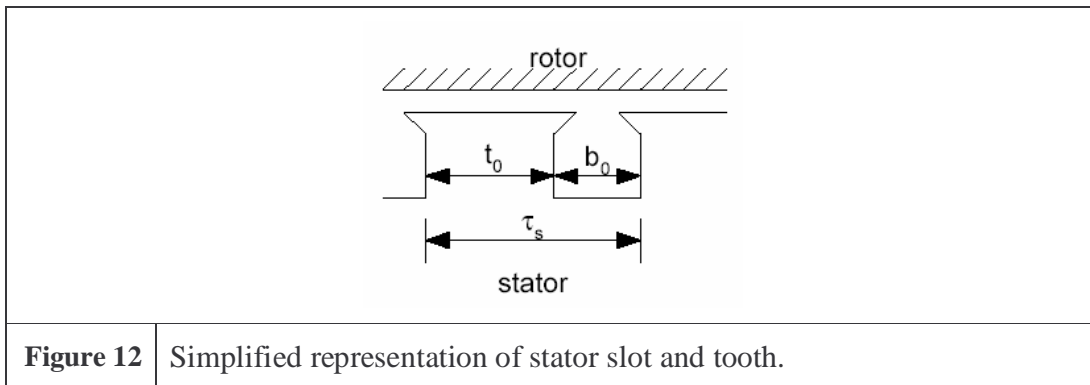 rotor
t₀ b₀
τₛ
stator
Figure 12 Simplified representation of stator slot and tooth.